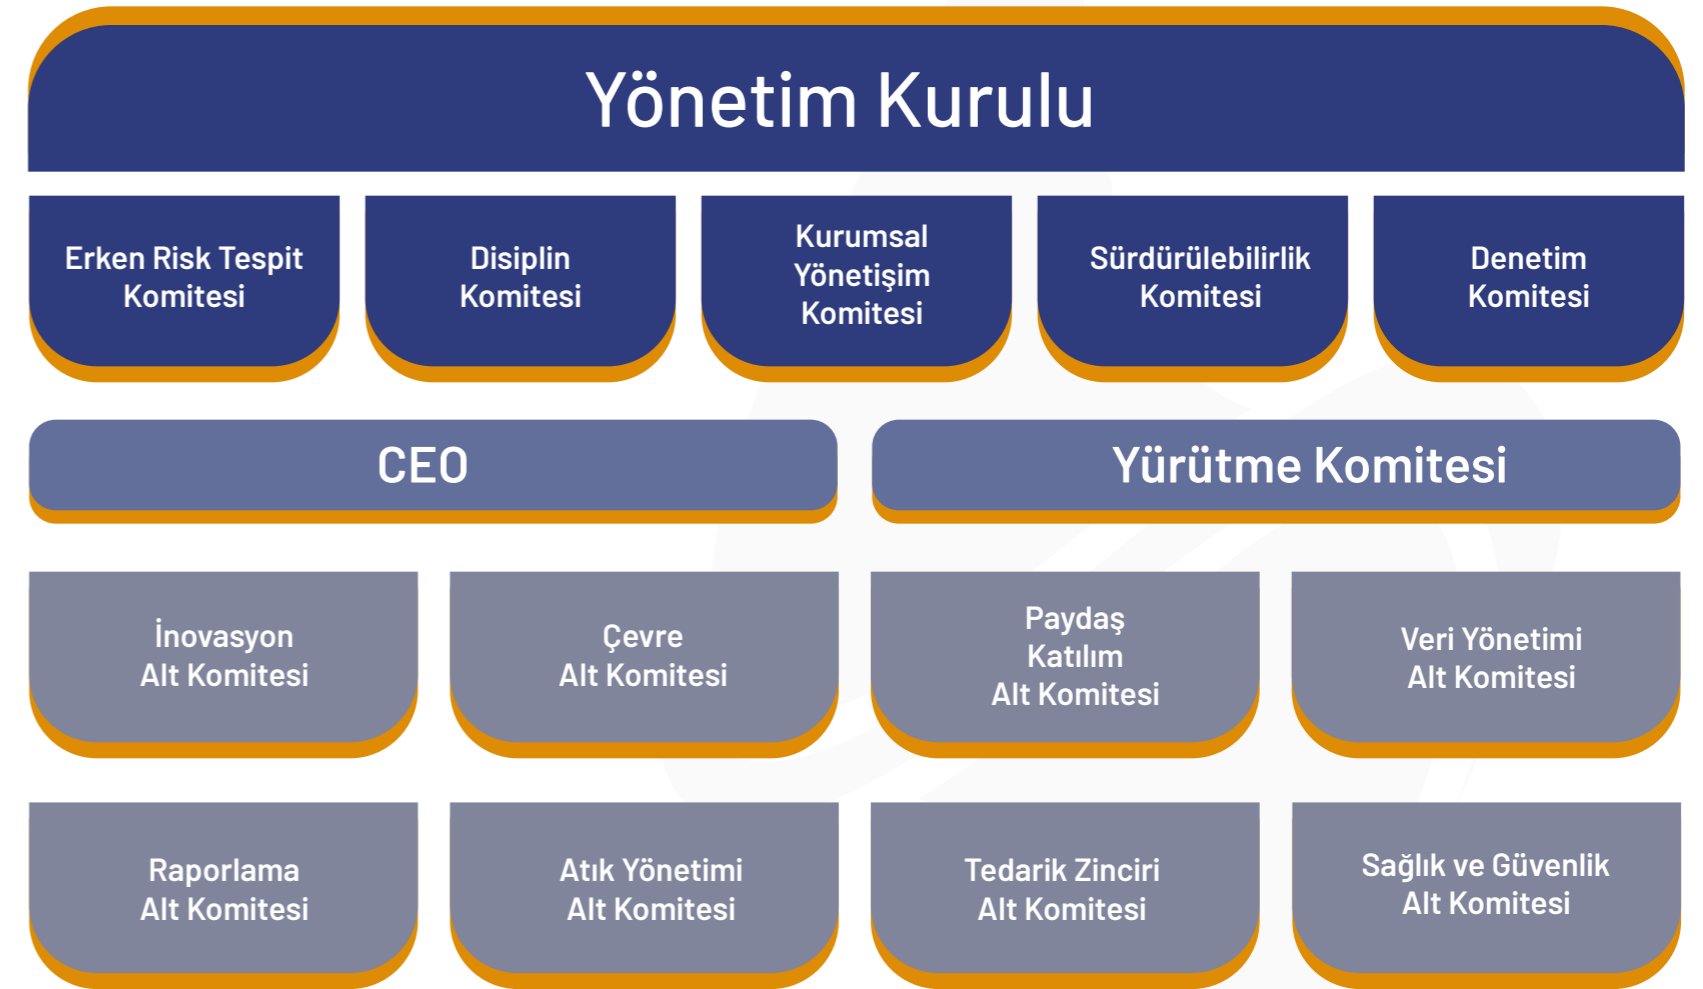 Yönetim Kurulu
Erken Risk Tespit
Komitesi
Disiplin
Komitesi
Kurumsal
Yönetişim
Komitesi
Sürdürülebilirlik
Komitesi
Denetim
Komitesi
CEO
Yürütme Komitesi
İnovasyon
Alt Komitesi
Çevre
Alt Komitesi
Paydaş
Katılım
Alt Komitesi
Veri Yönetimi
Alt Komitesi
Raporlama
Alt Komitesi
Atık Yönetimi
Alt Komitesi
Tedarik Zinciri
Alt Komitesi
Sağlık ve Güvenlik
Alt Komitesi